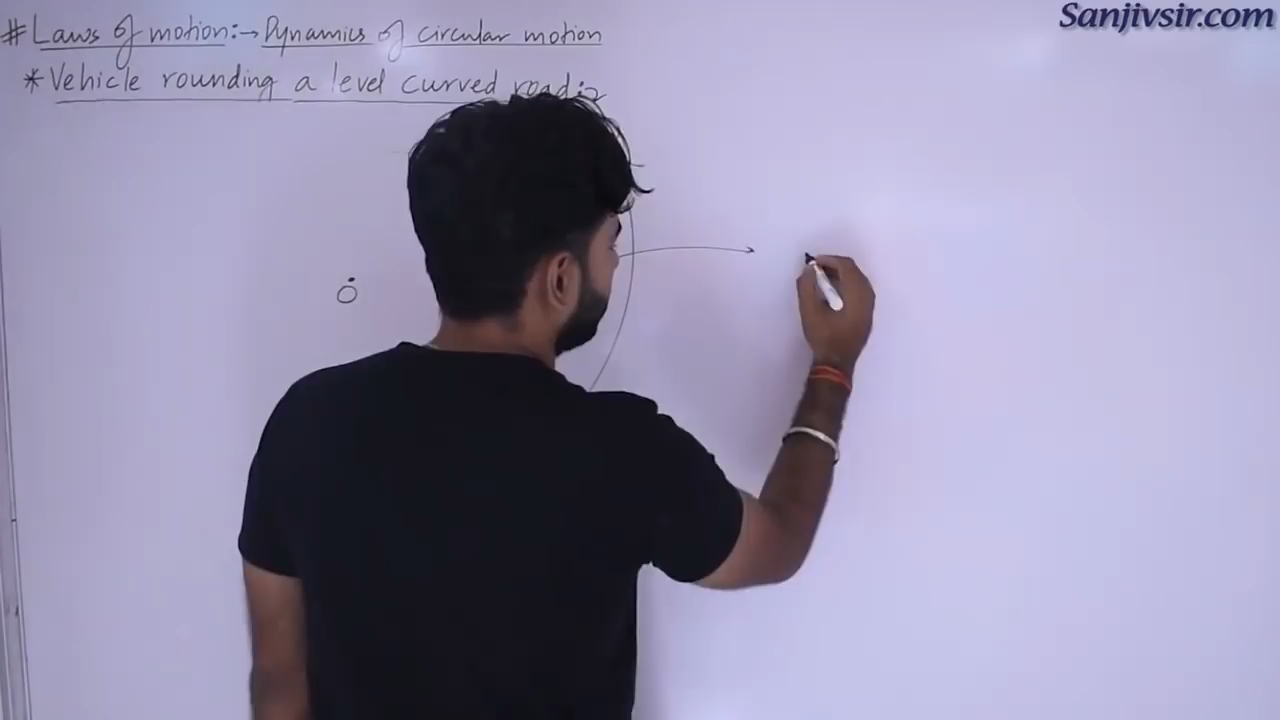 Sanjivsir.com
# Laws of motion:→ Dynamics of circular motion
* Vehicle rounding a level curved road:→
O